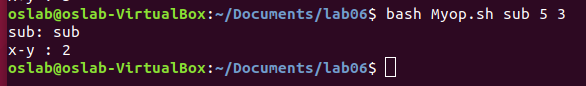 oslab@oslab-VirtualBox:~/Documents/lab06$ bash Myop.sh sub 5 3
sub: sub
x-y : 2
oslab@oslab-VirtualBox:~/Documents/lab06$